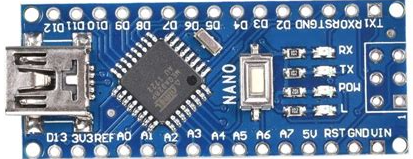 D12 D11 D10 D9 D8 D7 D6 D5 D4 D3 D2 GND RST RX0 TX1
RX
TX
POW
L
NANO
1
D13 3V3 REF A0 A1 A2 A3 A4 A5 A6 A7 5V RST GND VIN